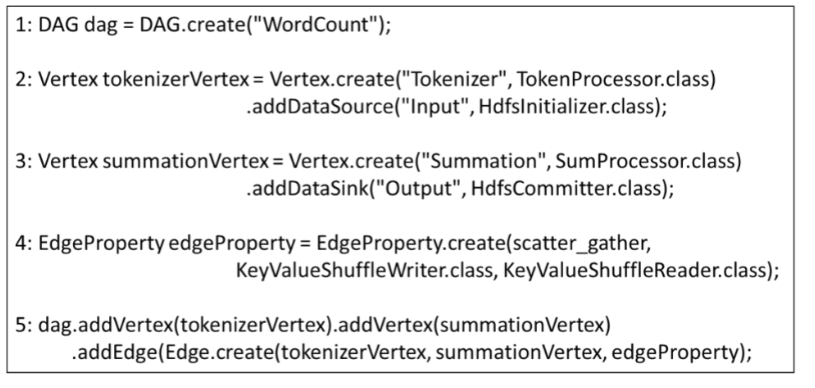 1: DAG dag = DAG.create("WordCount");
2: Vertex tokenizerVertex = Vertex.create("Tokenizer", TokenProcessor.class)
.addDataSource("Input", HdfsInitializer.class);
3: Vertex summationVertex = Vertex.create("Summation", SumProcessor.class)
.addDataSink("Output", HdfsCommitter.class);
4: EdgeProperty edgeProperty = EdgeProperty.create(scatter_gather,
KeyValueShuffleWriter.class, KeyValueShuffleReader.class);
5: dag.addVertex(tokenizerVertex).addVertex(summationVertex)
.addEdge(Edge.create(tokenizerVertex, summationVertex, edgeProperty);